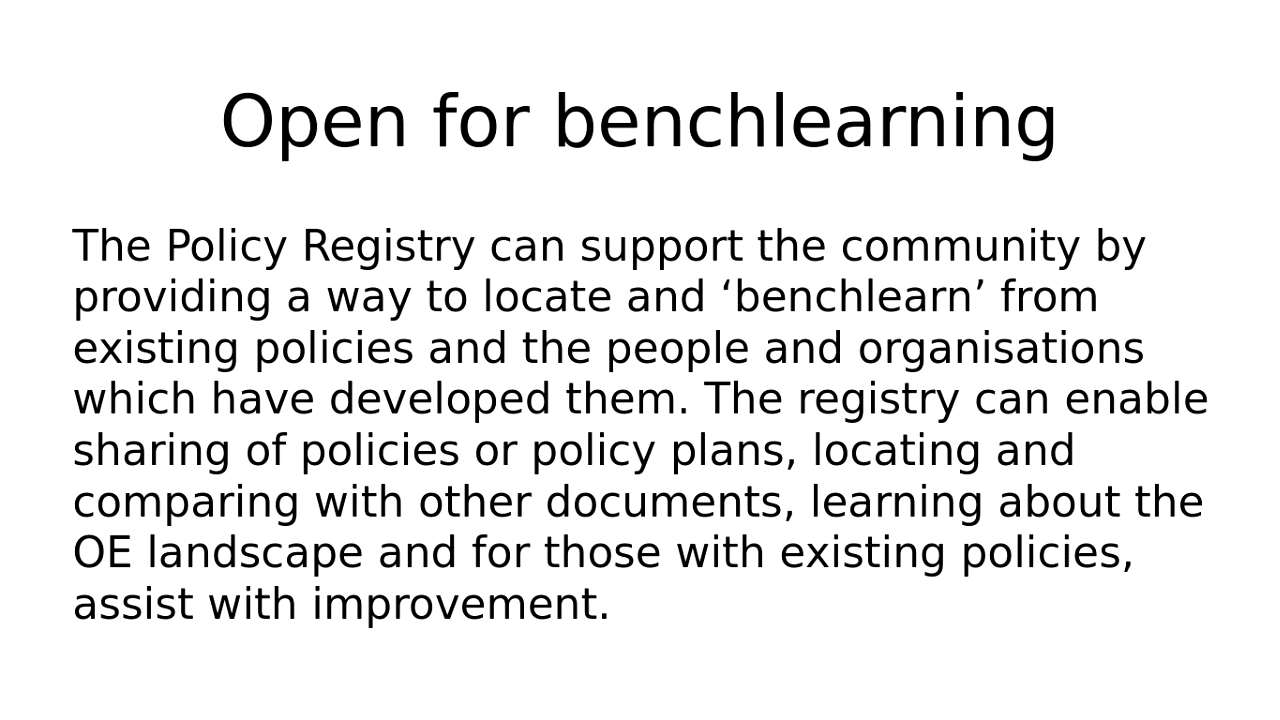 Open for benchlearning
The Policy Registry can support the community by
providing a way to locate and ‘benchlearn’ from
existing policies and the people and organisations
which have developed them. The registry can enable
sharing of policies or policy plans, locating and
comparing with other documents, learning about the
OE landscape and for those with existing policies,
assist with improvement.